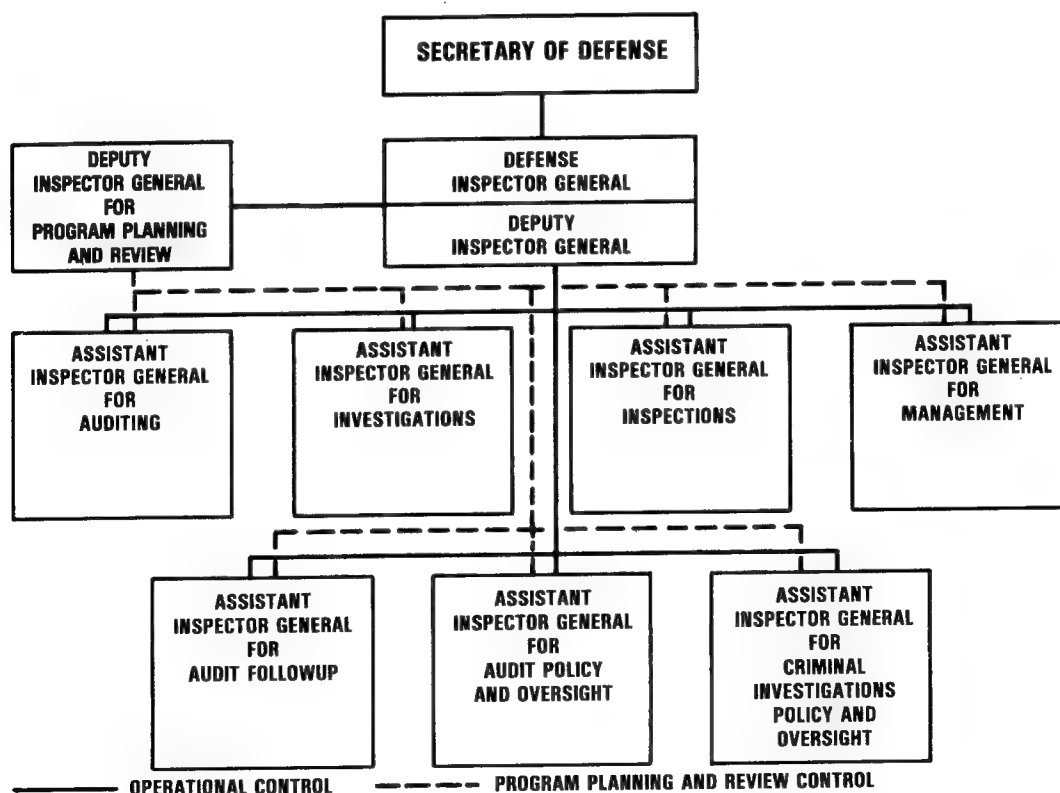 SECRETARY OF DEFENSE
DEPUTY
INSPECTOR GENERAL
FOR
PROGRAM PLANNING
AND REVIEW
DEFENSE
INSPECTOR GENERAL
DEPUTY
INSPECTOR GENERAL
ASSISTANT
INSPECTOR GENERAL
FOR
AUDITING
ASSISTANT
INSPECTOR GENERAL
FOR
INVESTIGATIONS
ASSISTANT
INSPECTOR GENERAL
FOR
INSPECTIONS
ASSISTANT
INSPECTOR GENERAL
FOR
MANAGEMENT
ASSISTANT
INSPECTOR GENERAL
FOR
AUDIT FOLLOWUP
ASSISTANT
INSPECTOR GENERAL
FOR
AUDIT POLICY
AND OVERSIGHT
ASSISTANT
INSPECTOR GENERAL
FOR
CRIMINAL
INVESTIGATIONS
POLICY AND
OVERSIGHT
OPERATIONAL CONTROL
PROGRAM PLANNING AND REVIEW CONTROL